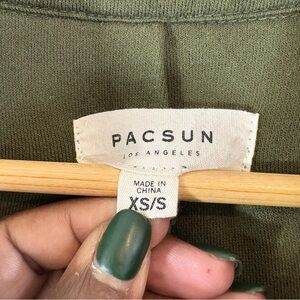 PACSUN
LOS ANGELES
MADE IN
CHINA
XS/S